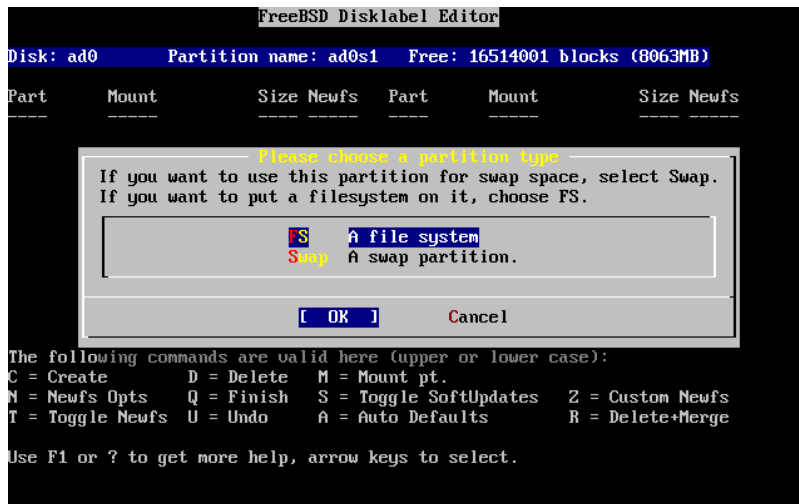 FreeBSD Disklabel Editor
Disk: ad0 Partition name: ad0s1 Free: 16514001 blocks (8063MB)
Part Mount Size Newfs Part Mount Size Newfs
---- ----- ---- ----- ---- ----- ---- -----
Please choose a partition type
If you want to use this partition for swap space, select Swap.
If you want to put a filesystem on it, choose FS.
FS A file system
Swap A swap partition.
[ OK ] Cancel
The following commands are valid here (upper or lower case):
C = Create D = Delete M = Mount pt.
N = Newfs Opts Q = Finish S = Toggle SoftUpdates Z = Custom Newfs
T = Toggle Newfs U = Undo A = Auto Defaults R = Delete+Merge
Use F1 or ? to get more help, arrow keys to select.